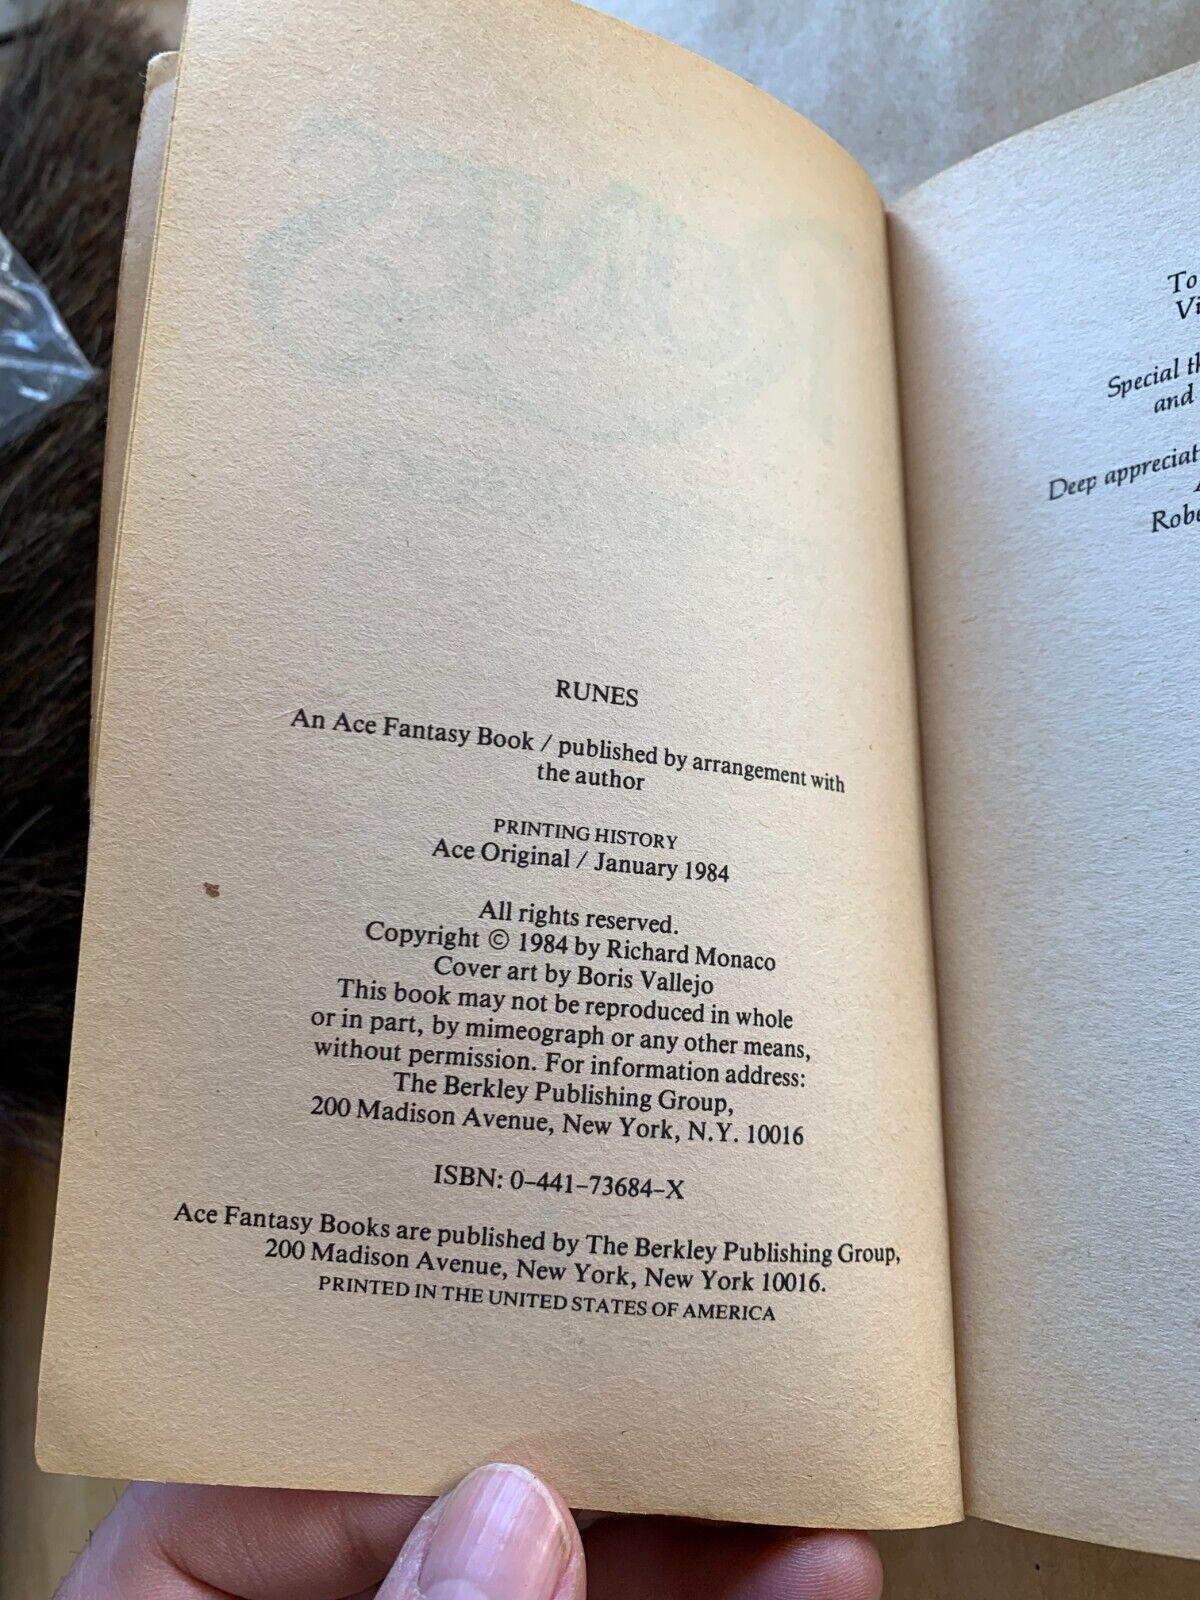 RUNES
An Ace Fantasy Book / published by arrangement with
the author
PRINTING HISTORY
Ace Original / January 1984
All rights reserved.
Copyright © 1984 by Richard Monaco
Cover art by Boris Vallejo
This book may not be reproduced in whole
or in part, by mimeograph or any other means,
without permission. For information address:
The Berkley Publishing Group,
200 Madison Avenue, New York, N.Y. 10016
ISBN: 0-441-73684-X
Ace Fantasy Books are published by The Berkley Publishing Group,
200 Madison Avenue, New York, New York 10016.
PRINTED IN THE UNITED STATES OF AMERICA
To
Special
and
Deep